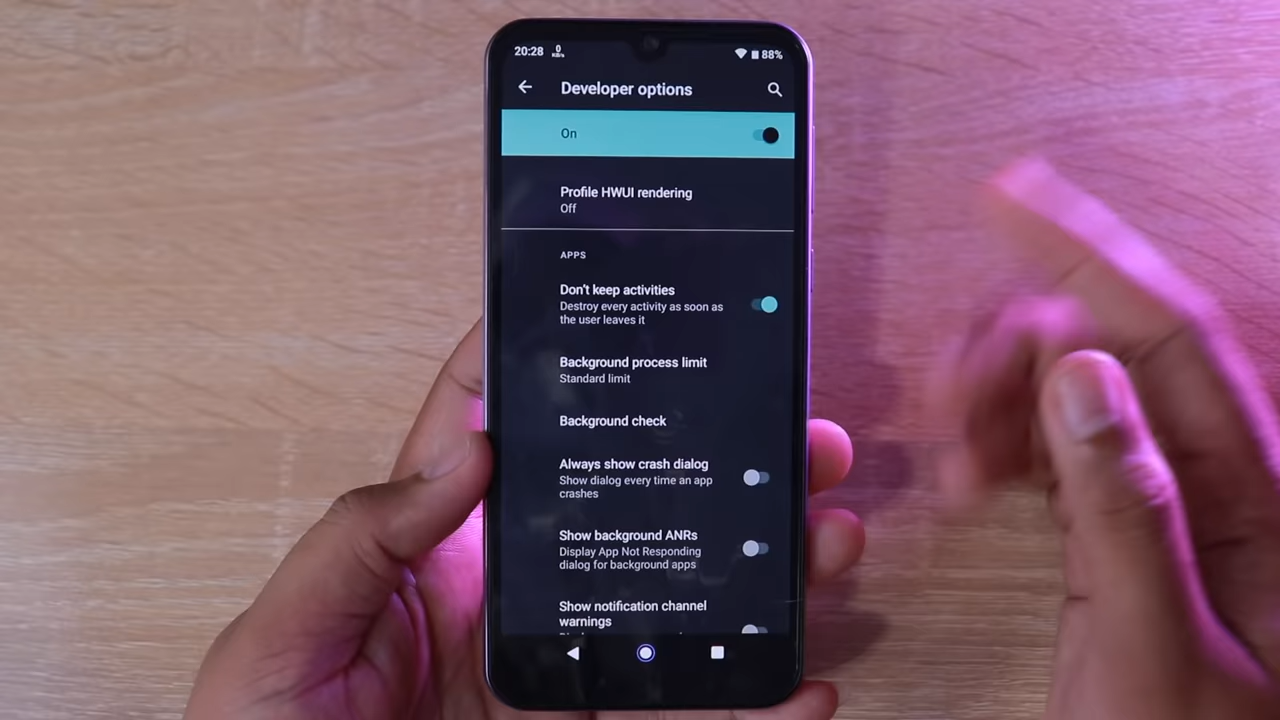 20:28 0 KB/s 88%
Developer options
On
Profile HWUI rendering
Off
APPS
Don't keep activities
Destroy every activity as soon as
the user leaves it
Background process limit
Standard limit
Background check
Always show crash dialog
Show dialog every time an app
crashes
Show background ANRs
Display App Not Responding
dialog for background apps
Show notification channel
warnings